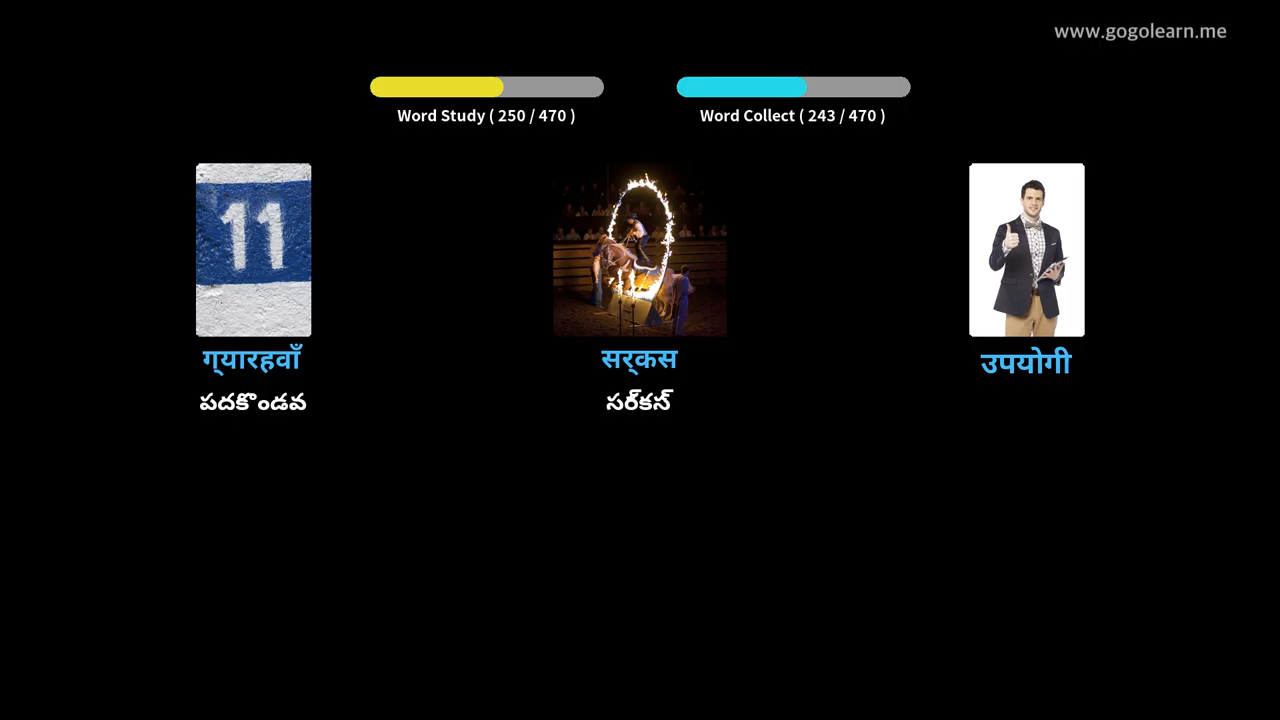 www.gogolearn.me
Word Study ( 250 / 470 )
Word Collect ( 243 / 470 )
11
ग्यारहवाँ
सर्कस
उपयोगी
పదకొండవ
సర్కస్